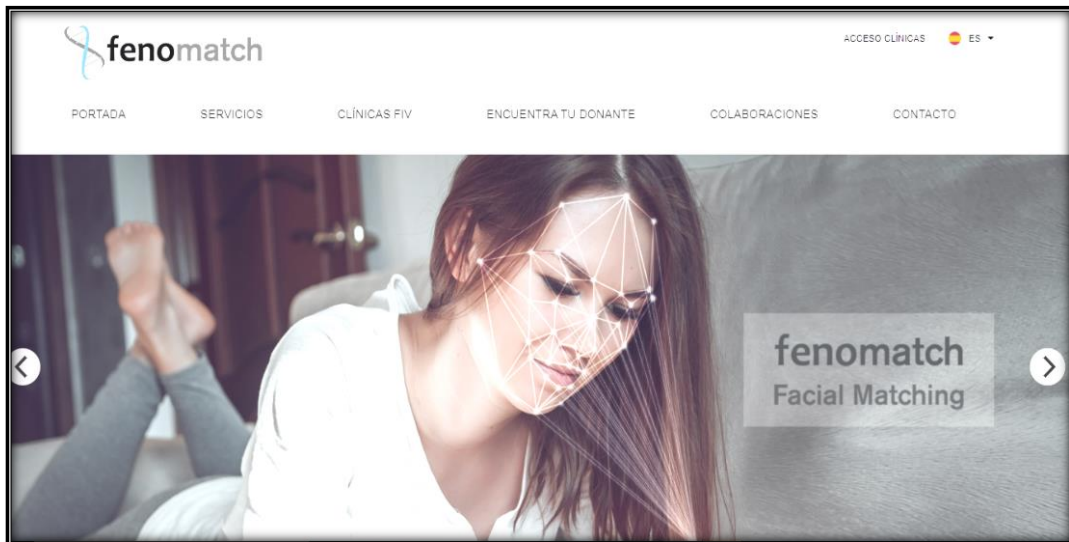 fenomatch
ACCESO CLÍNICAS ES
PORTADA SERVICIOS CLÍNICAS FIV ENCUENTRA TU DONANTE COLABORACIONES CONTACTO
fenomatch
Facial Matching